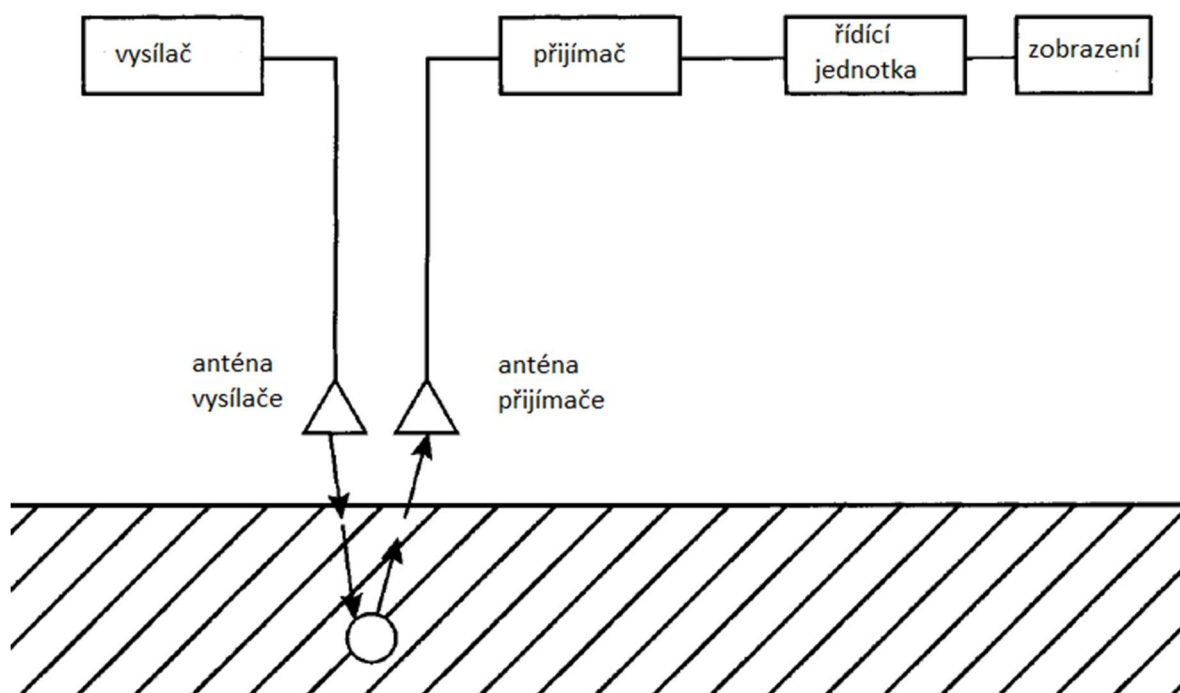 vysílač
přijímač
řídící
jednotka
zobrazení
anténa
vysílače
anténa
přijímače